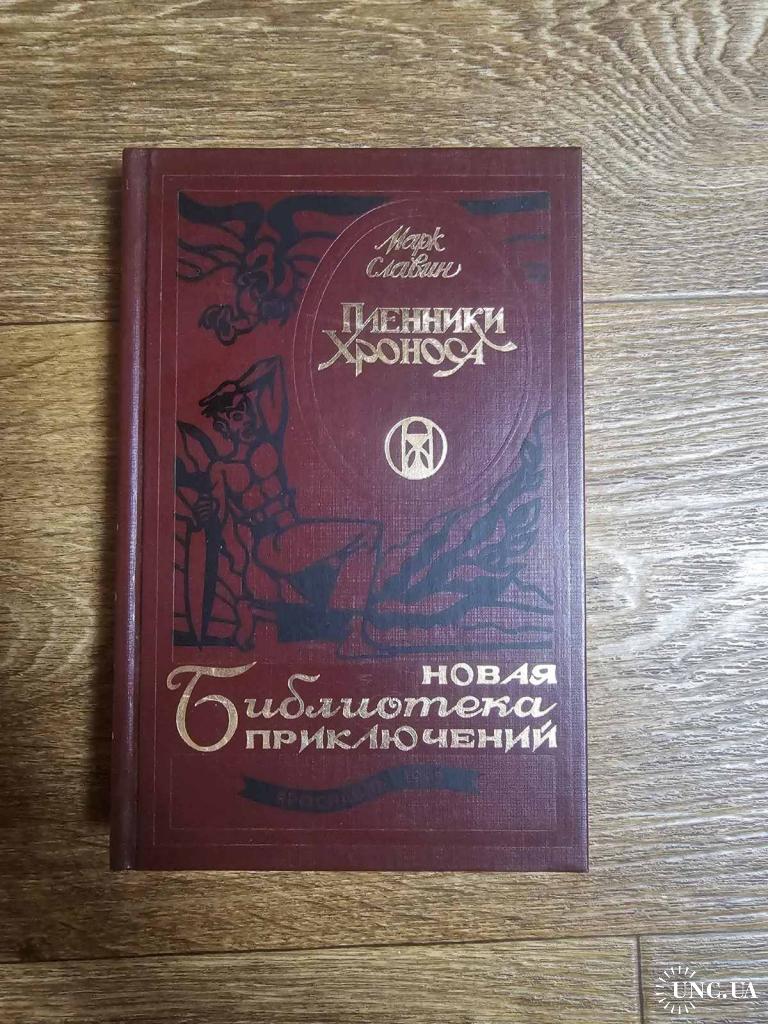 Марк
Славин
Пленники
Хроноса
Новая
Библиотека
приключений
UNC.UA